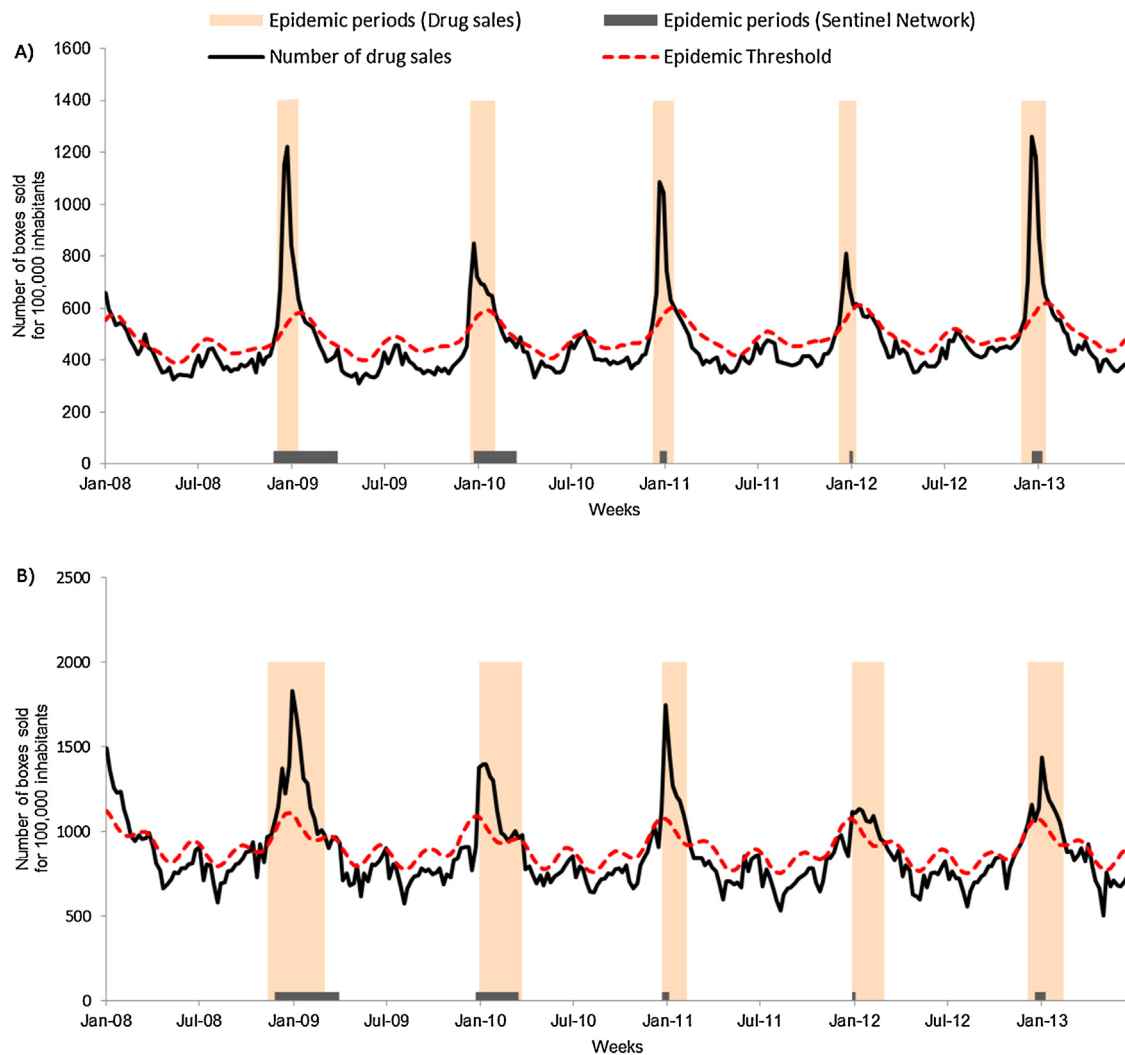 Epidemic periods (Drug sales) Epidemic periods (Sentinel Network)
Number of drug sales Epidemic Threshold
A)
Number of boxes sold
for 100,000 inhabitants
1600
1400
1200
1000
800
600
400
200
0
Jan-08 Jul-08 Jan-09 Jul-09 Jan-10 Jul-10 Jan-11 Jul-11 Jan-12 Jul-12 Jan-13
Weeks
B)
Number of boxes sold
for 100,000 inhabitants
2500
2000
1500
1000
500
0
Jan-08 Jul-08 Jan-09 Jul-09 Jan-10 Jul-10 Jan-11 Jul-11 Jan-12 Jul-12 Jan-13
Weeks